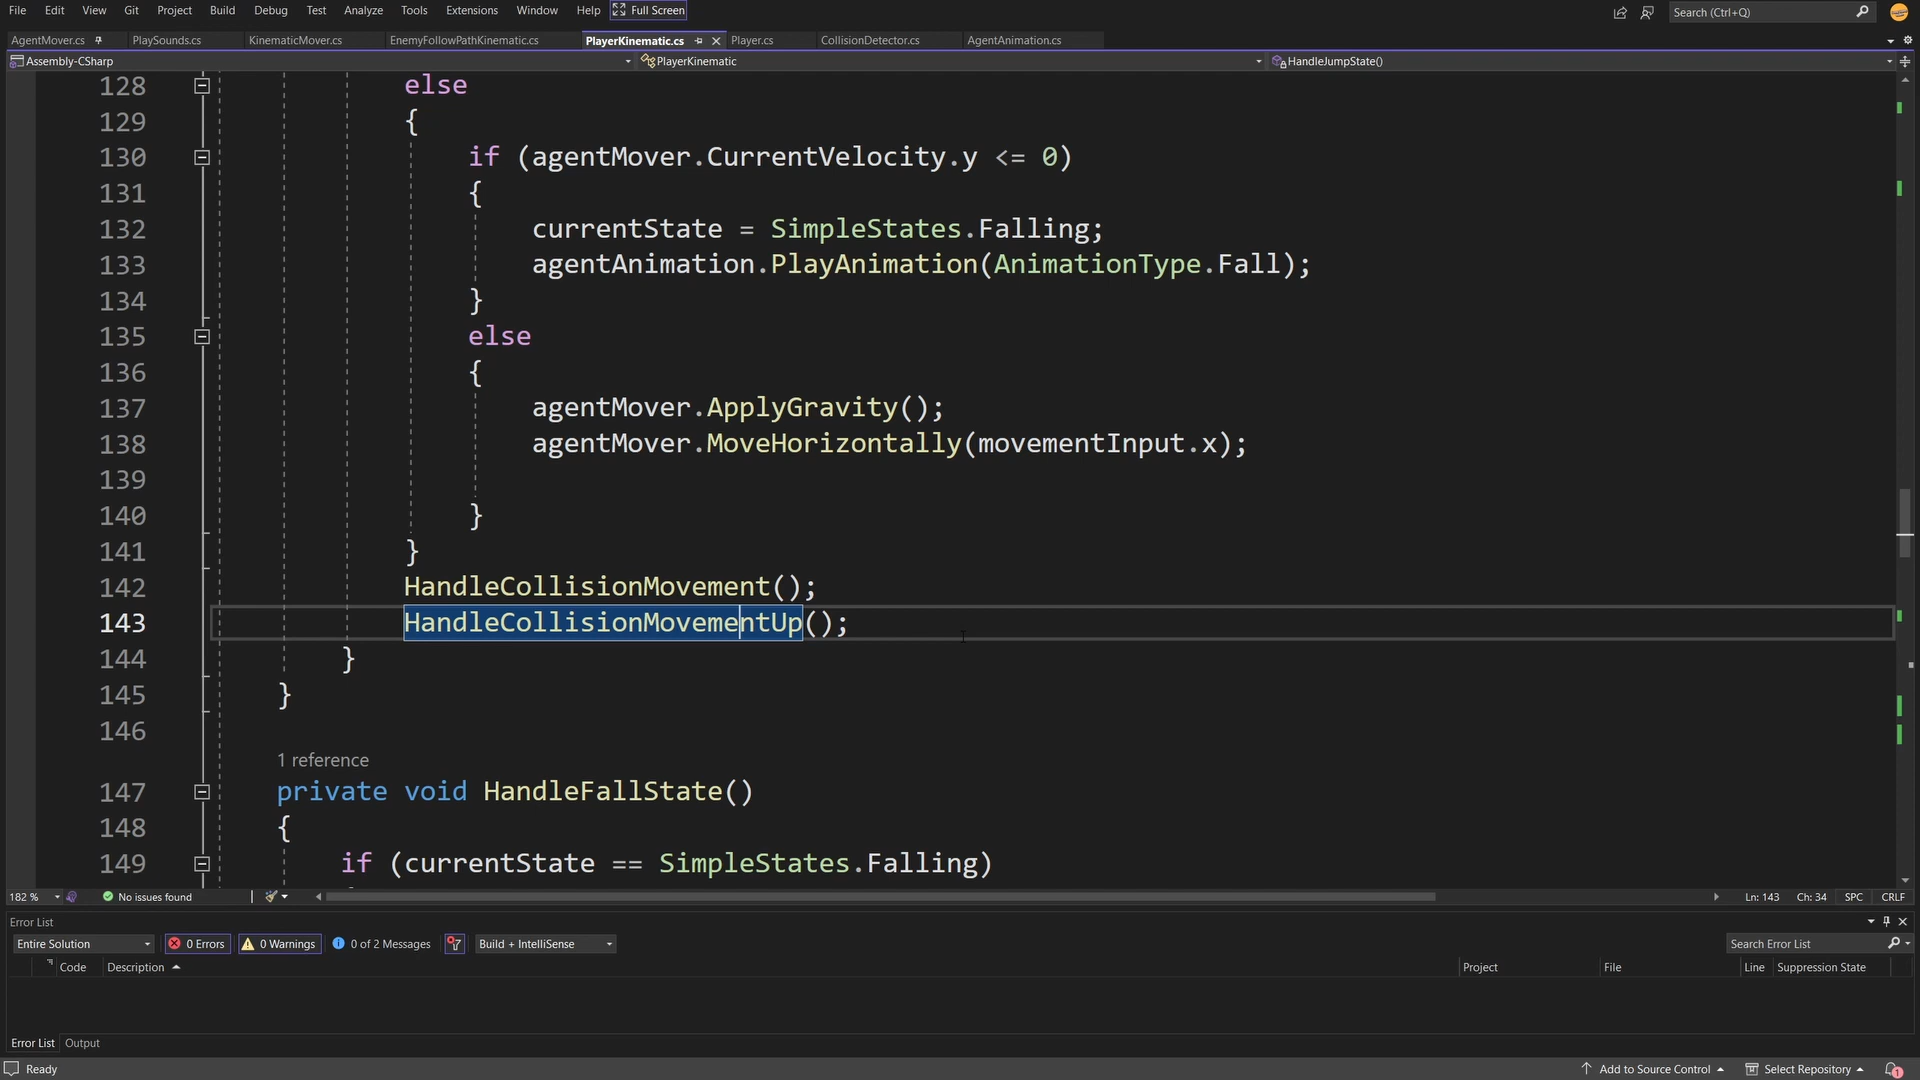 File Edit View Git Project Build Debug Test Analyze Tools Extensions Window Help Full Screen Search (Ctrl+Q)
AgentMover.cs PlaySounds.cs KinematicMover.cs EnemyFollowPathKinematic.cs PlayerKinematic.cs Player.cs CollisionDetector.cs AgentAnimation.cs
Assembly-CSharp PlayerKinematic HandleJumpState()
128 else
129 {
130 if (agentMover.CurrentVelocity.y <= 0)
131 {
132 currentState = SimpleStates.Falling;
133 agentAnimation.PlayAnimation(AnimationType.Fall);
134 }
135 else
136 {
137 agentMover.ApplyGravity();
138 agentMover.MoveHorizontally(movementInput.x);
139
140 }
141 }
142 HandleCollisionMovement();
143 HandleCollisionMovementUp();
144 }
145 }
146
1 reference
147 private void HandleFallState()
148 {
149 if (currentState == SimpleStates.Falling)
182 % No issues found Ln: 143 Ch: 34 SPC CRLF
Error List
Entire Solution 0 Errors 0 Warnings 0 of 2 Messages Build + IntelliSense Search Error List
Code Description Project File Line Suppression State
Error List Output
Ready Add to Source Control Select Repository 1